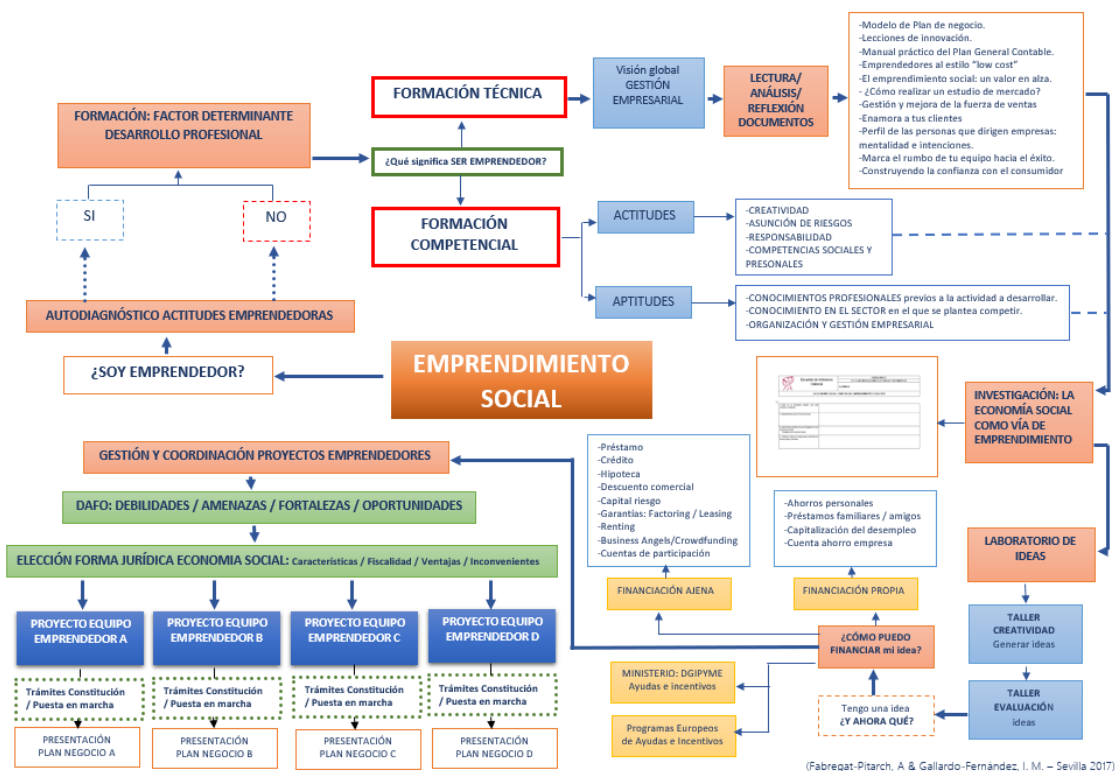 FORMACIÓN: FACTOR DETERMINANTE
DESARROLLO PROFESIONAL
SI
NO
AUTODIAGNÓSTICO ACTITUDES EMPRENDEDORAS
¿SOY EMPRENDEDOR?
EMPRENDIMIENTO
SOCIAL
FORMACIÓN TÉCNICA
¿Qué significa SER EMPRENDEDOR?
FORMACIÓN
COMPETENCIAL
Visión global
GESTIÓN
EMPRESARIAL
LECTURA/
ANÁLISIS/
REFLEXIÓN
DOCUMENTOS
-Modelo de Plan de negocio.
-Lecciones de innovación.
-Manual práctico del Plan General Contable.
-Emprendedores al estilo "low cost"
-El emprendimiento social: un valor en alza.
- ¿Cómo realizar un estudio de mercado?
-Gestión y mejora de la fuerza de ventas
-Enamora a tus clientes
-Perfil de las personas que dirigen empresas:
mentalidad e intenciones.
-Marca el rumbo de tu equipo hacia el éxito.
-Construyendo la confianza con el consumidor
ACTITUDES
-CREATIVIDAD
-ASUNCIÓN DE RIESGOS
-RESPONSABILIDAD
-COMPETENCIAS SOCIALES Y
PRESONALES
APTITUDES
-CONOCIMIENTOS PROFESIONALES previos a la actividad a desarrollar.
-CONOCIMIENTO EN EL SECTOR en el que se plantea competir.
-ORGANIZACIÓN Y GESTIÓN EMPRESARIAL
INVESTIGACIÓN: LA
ECONOMÍA SOCIAL
COMO VÍA DE
EMPRENDIMIENTO
LABORATORIO DE
IDEAS
TALLER
CREATIVIDAD
Generar ideas
TALLER
EVALUACIÓN
ideas
Tengo una idea
¿Y AHORA QUÉ?
¿CÓMO PUEDO
FINANCIAR mi idea?
FINANCIACIÓN PROPIA
-Ahorros personales
-Préstamos familiares / amigos
-Capitalización del desempleo
-Cuenta ahorro empresa
FINANCIACIÓN AJENA
-Préstamo
-Crédito
-Hipoteca
-Descuento comercial
-Capital riesgo
-Garantías: Factoring / Leasing
-Renting
-Business Angels/Crowdfunding
-Cuentas de participación
MINISTERIO: DGIPYME
Ayudas e incentivos
Programas Europeos
de Ayudas e Incentivos
GESTIÓN Y COORDINACIÓN PROYECTOS EMPRENDEDORES
DAFO: DEBILIDADES / AMENAZAS / FORTALEZAS / OPORTUNIDADES
ELECCIÓN FORMA JURÍDICA ECONOMIA SOCIAL: Características / Fiscalidad / Ventajas / Inconvenientes
PROYECTO EQUIPO
EMPRENDEDOR A
PROYECTO EQUIPO
EMPRENDEDOR B
PROYECTO EQUIPO
EMPRENDEDOR C
PROYECTO EQUIPO
EMPRENDEDOR D
Trámites Constitución
/ Puesta en marcha
Trámites Constitución
/ Puesta en marcha
Trámites Constitución
/ Puesta en marcha
Trámites Constitución
/ Puesta en marcha
PRESENTACIÓN
PLAN NEGOCIO A
PRESENTACIÓN
PLAN NEGOCIO B
PRESENTACIÓN
PLAN NEGOCIO C
PRESENTACIÓN
PLAN NEGOCIO D
(Fabregat-Pitarch, A & Gallardo-Fernández, I. M. – Sevilla 2017)